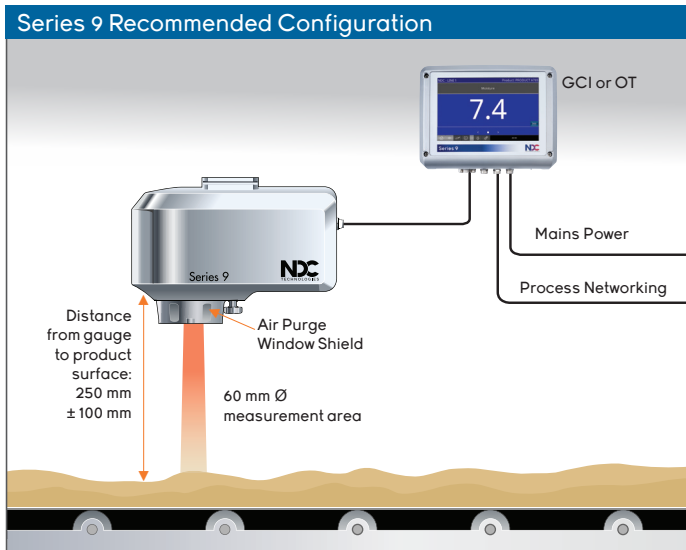 Series 9 Recommended Configuration
GCI or OT
Measure
7.4
Series 9
NDC
Mains Power
Process Networking
Series 9
NDC
TECHNOLOGIES
Distance
from gauge
to product
surface:
250 mm
± 100 mm
Air Purge
Window Shield
60 mm Ø
measurement area